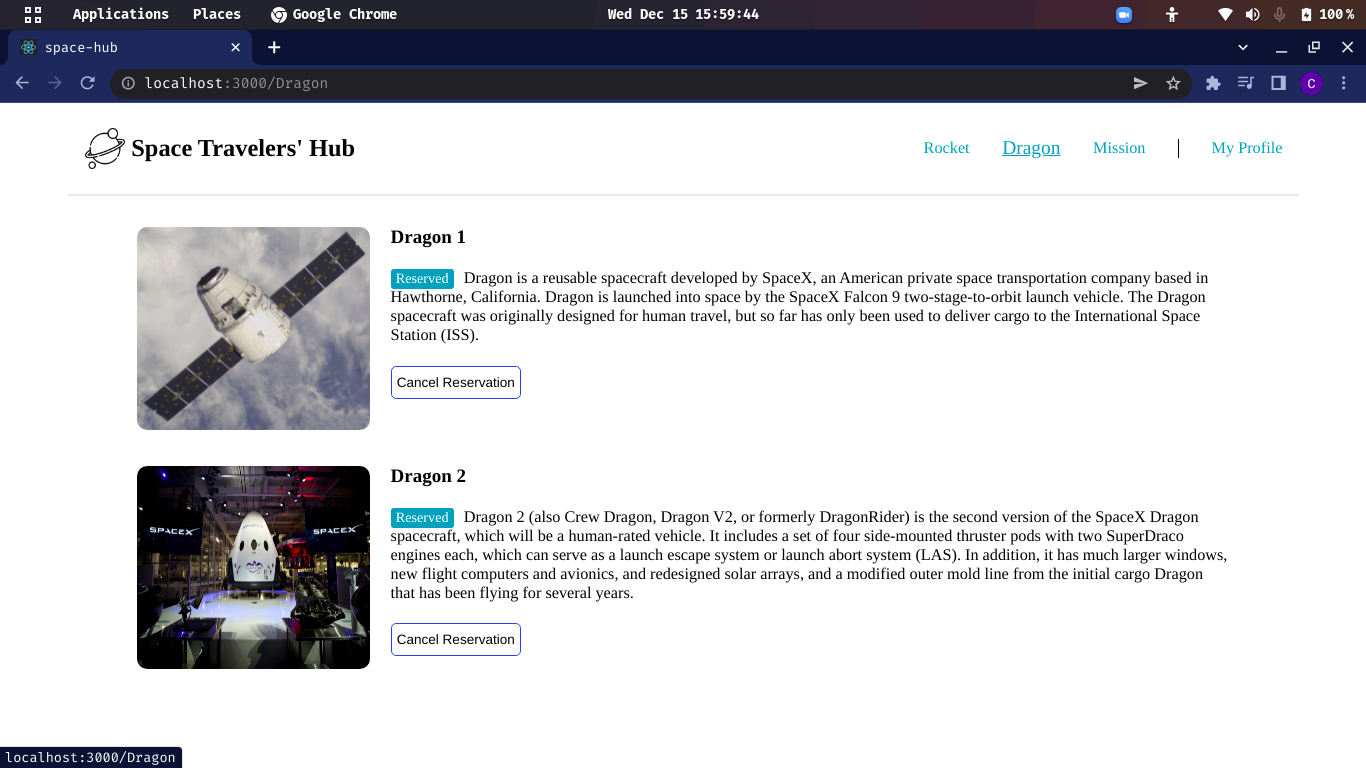 Applications Places Google Chrome Wed Dec 15 15:59:44 100 %
space-hub
localhost:3000/Dragon
C
Space Travelers' Hub Rocket Dragon Mission My Profile
Dragon 1
Reserved Dragon is a reusable spacecraft developed by SpaceX, an American private space transportation company based in
Hawthorne, California. Dragon is launched into space by the SpaceX Falcon 9 two-stage-to-orbit launch vehicle. The Dragon
spacecraft was originally designed for human travel, but so far has only been used to deliver cargo to the International Space
Station (ISS).
Cancel Reservation
SPACEX SPACEX SPACEX
Dragon 2
Reserved Dragon 2 (also Crew Dragon, Dragon V2, or formerly DragonRider) is the second version of the SpaceX Dragon
spacecraft, which will be a human-rated vehicle. It includes a set of four side-mounted thruster pods with two SuperDraco
engines each, which can serve as a launch escape system or launch abort system (LAS). In addition, it has much larger windows,
new flight computers and avionics, and redesigned solar arrays, and a modified outer mold line from the initial cargo Dragon
that has been flying for several years.
Cancel Reservation
localhost:3000/Dragon